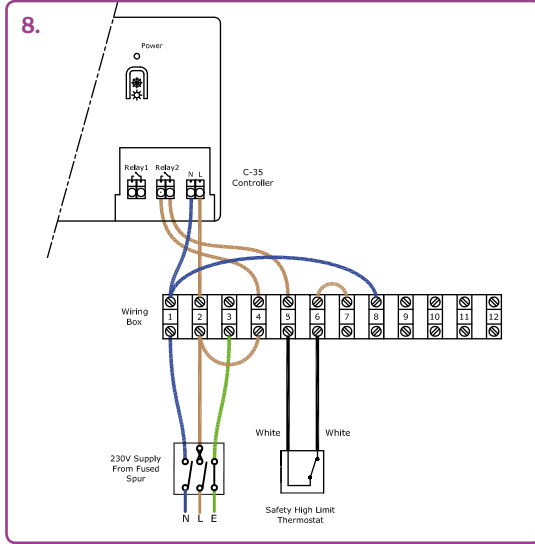 8.
Power
Relay1 Relay2 N L
C-35
Controller
Wiring
Box
1 2 3 4 5 6 7 8 9 10 11 12
White White
230V Supply
From Fused
Spur
N L E
Safety High Limit
Thermostat